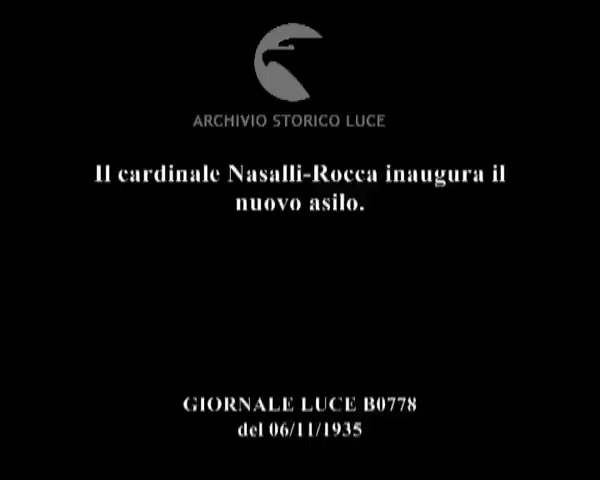 ARCHIVIO STORICO LUCE
Il cardinale Nasalli-Rocca inaugura il
nuovo asilo.
GIORNALE LUCE B0778
del 06/11/1935